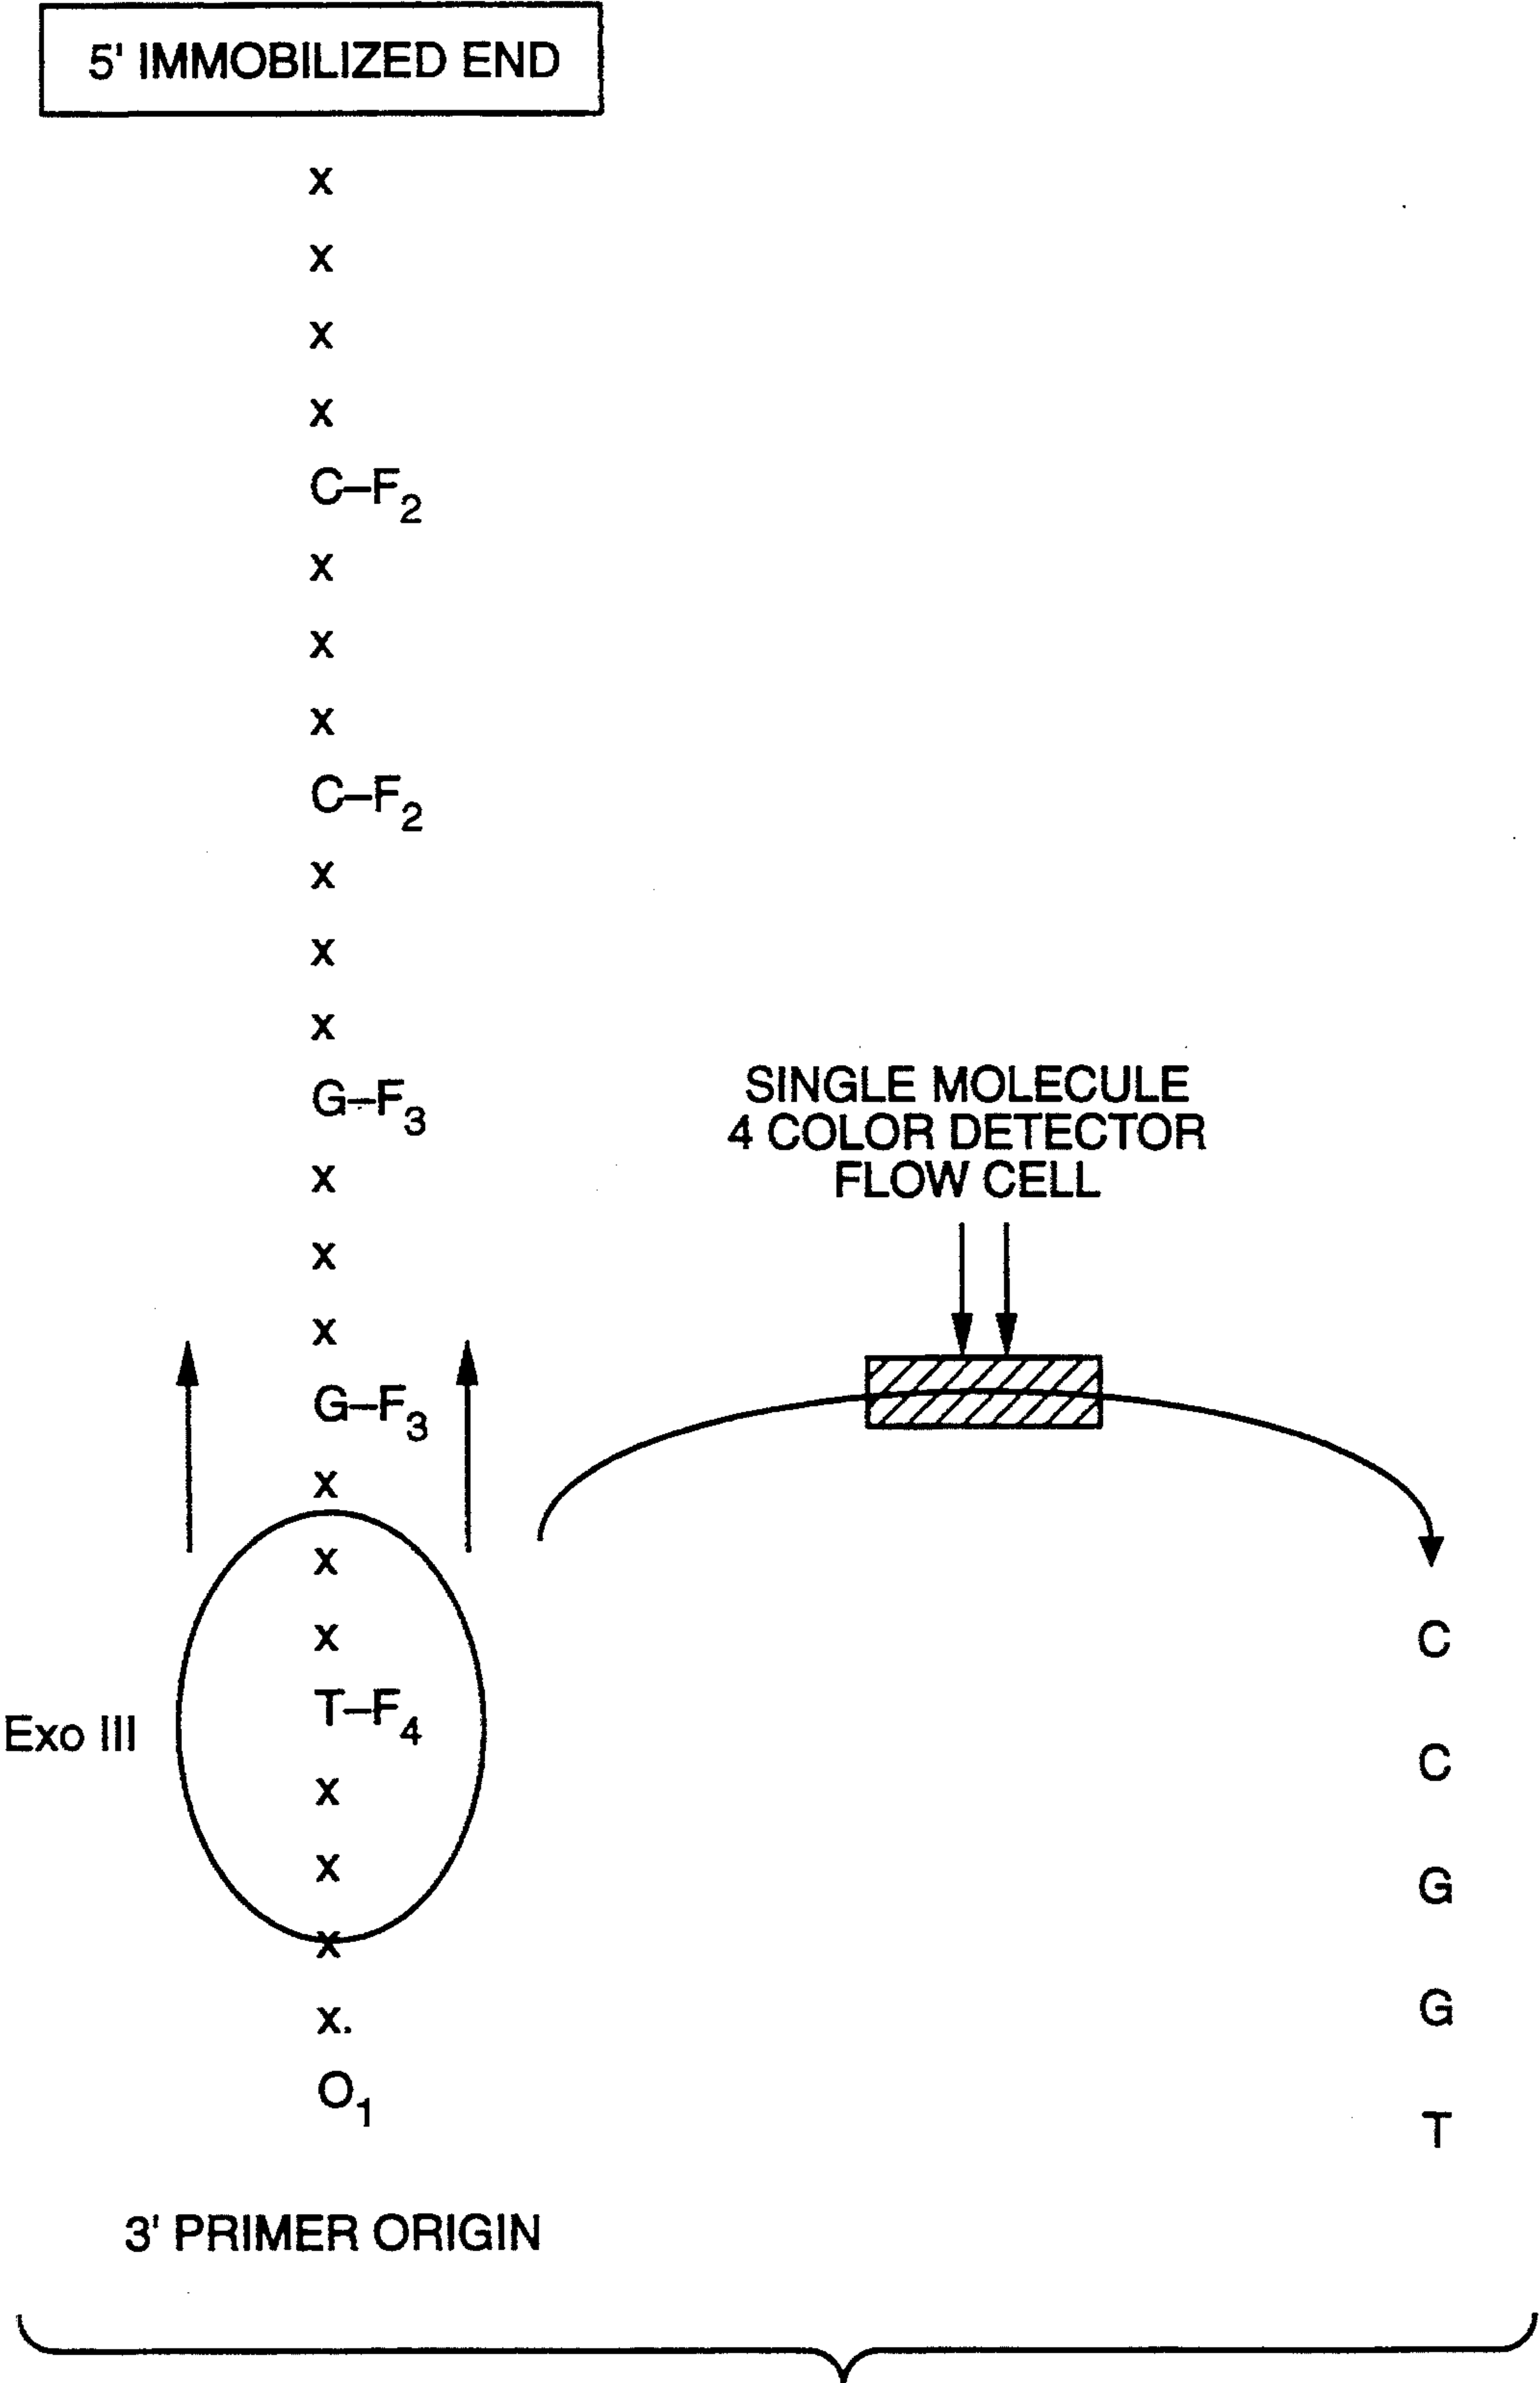 5' IMMOBILIZED END
x
x
x
x
C–F2
x
x
x
C–F2
x
x
x
G–F3
x
x
x
G–F3
x
x
x
T–F4
x
x
x
x.
O1
3' PRIMER ORIGIN
Exo III
SINGLE MOLECULE
4 COLOR DETECTOR
FLOW CELL
C
C
G
G
T